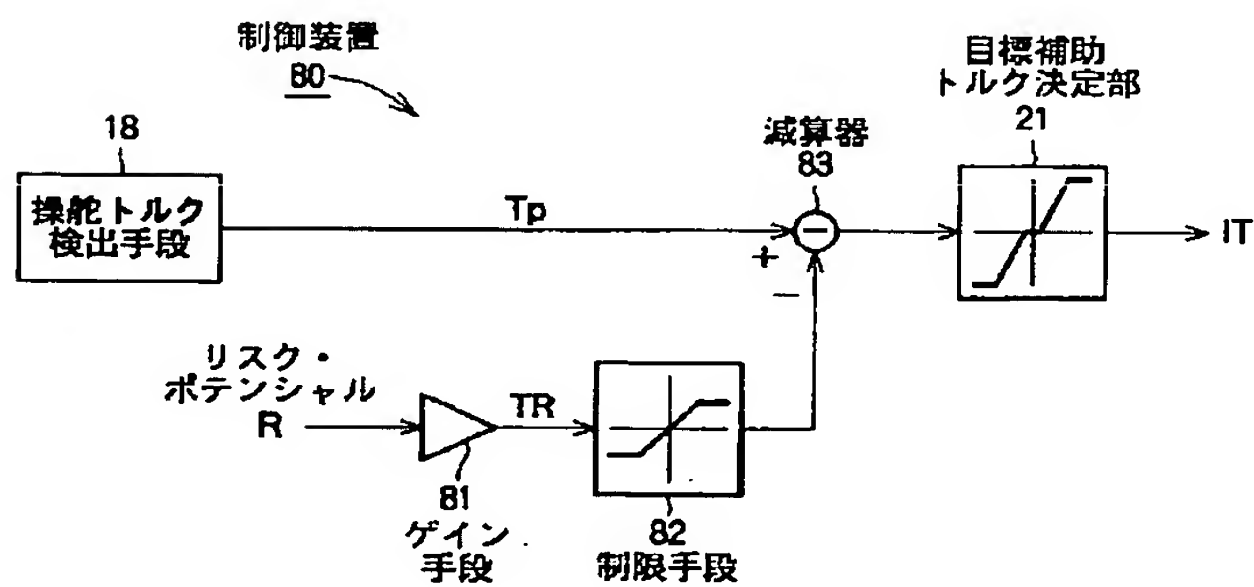 制御装置
80
目標補助
トルク決定部
21
18
減算器
83
操舵トルク
検出手段
Tp
+
−
IT
リスク・
ポテンシャル
R
TR
81
ゲイン
手段
82
制限手段